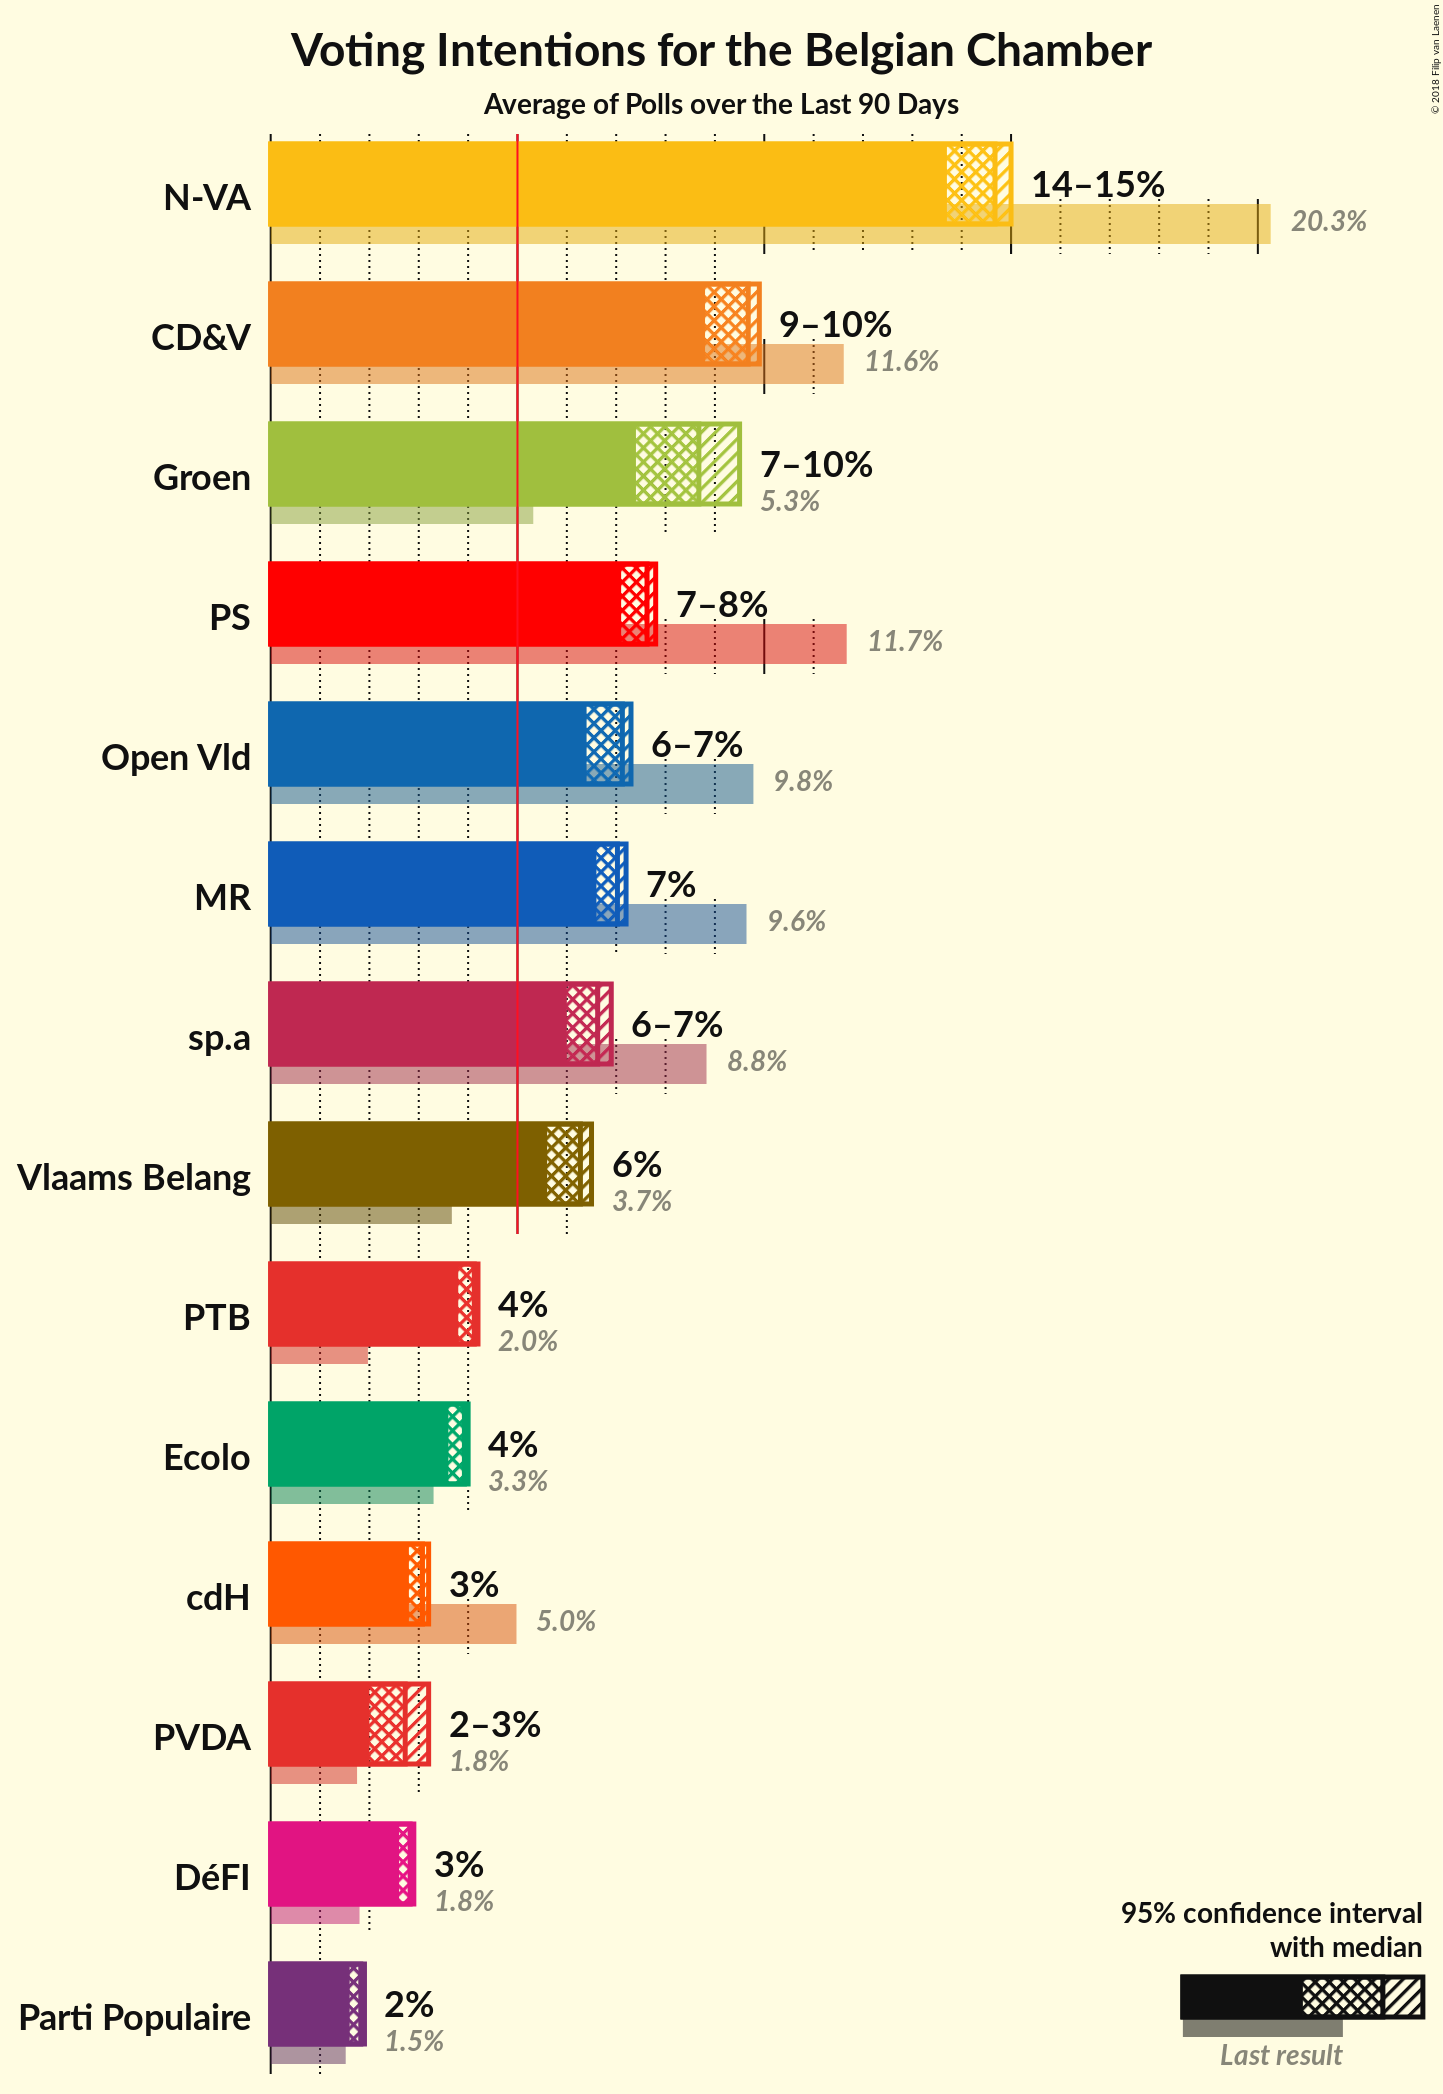 © 2018 Filip van Laenen
Voting Intentions for the Belgian Chamber
Average of Polls over the Last 90 Days
N-VA
14–15%
20.3%
CD&V
9–10%
11.6%
Groen
7–10%
5.3%
PS
7–8%
11.7%
Open Vld
6–7%
9.8%
MR
7%
9.6%
sp.a
6–7%
8.8%
Vlaams Belang
6%
3.7%
PTB
4%
2.0%
Ecolo
4%
3.3%
cdH
3%
5.0%
PVDA
2–3%
1.8%
DéFI
3%
1.8%
Parti Populaire
2%
1.5%
95% confidence interval
with median
Last result